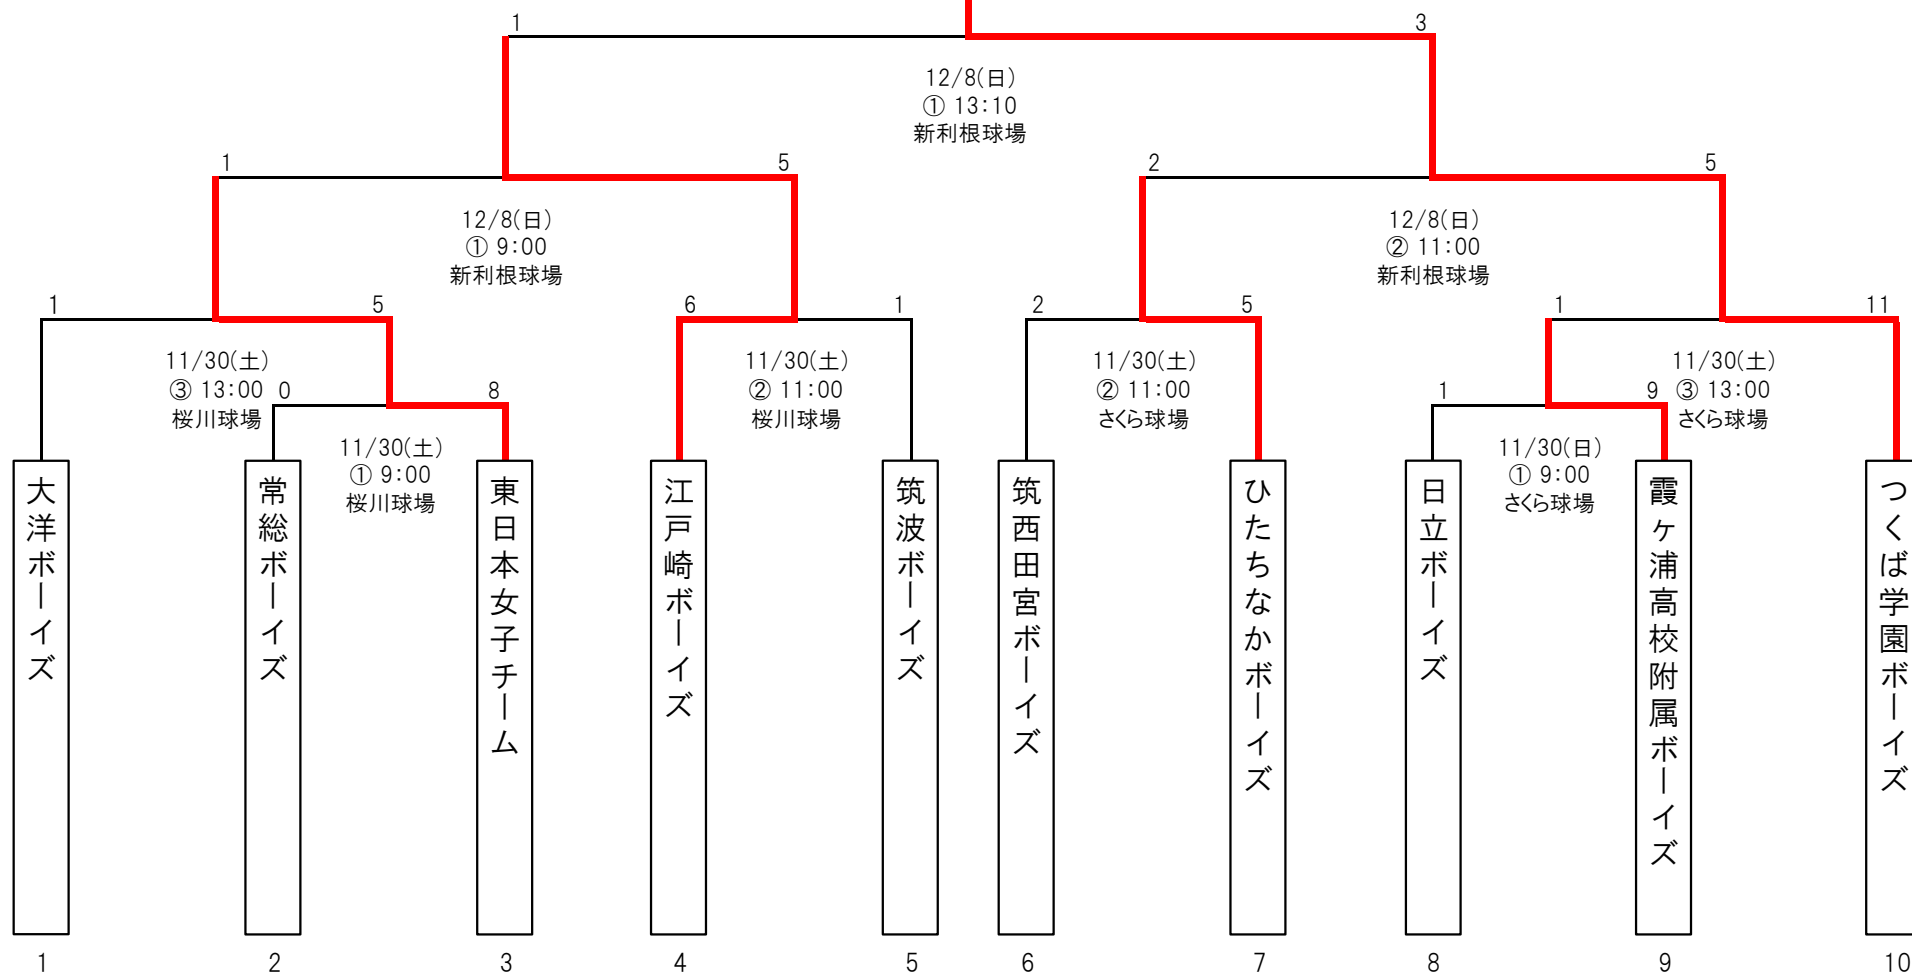 1
3
12/8(日)
① 13:10
新利根球場
1
5
2
5
12/8(日)
① 9:00
新利根球場
12/8(日)
② 11:00
新利根球場
1
5
6
1
2
5
1
11
11/30(土)
③ 13:00
桜川球場
11/30(土)
② 11:00
桜川球場
11/30(土)
② 11:00
さくら球場
11/30(土)
③ 13:00
さくら球場
0
8
1
9
11/30(土)
① 9:00
桜川球場
11/30(日)
① 9:00
さくら球場
大洋ボーイズ
常総ボーイズ
東日本女子チーム
江戸崎ボーイズ
筑波ボーイズ
筑西田宮ボーイズ
ひたちなかボーイズ
日立ボーイズ
霞ヶ浦高校附属ボーイズ
つくば学園ボーイズ
1
2
3
4
5
6
7
8
9
10